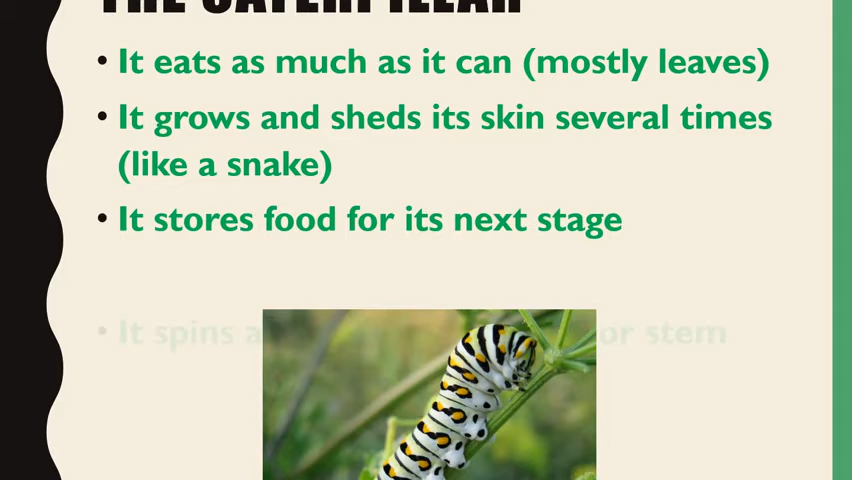 THE CATERPILLAR
• It eats as much as it can (mostly leaves)
• It grows and sheds its skin several times
(like a snake)
• It stores food for its next stage
• It spins or stem